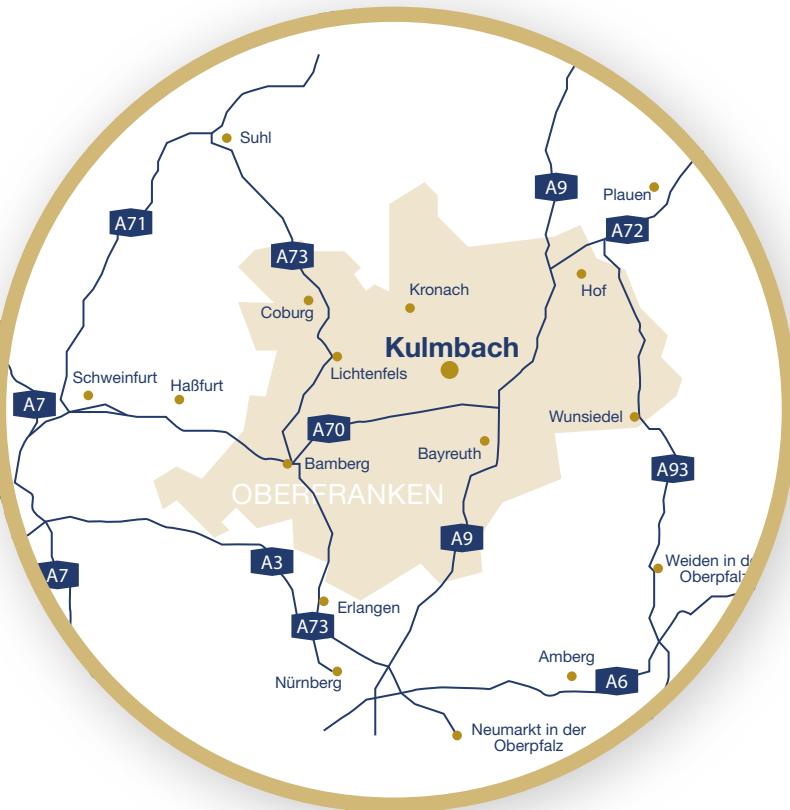 Suhl
A9
Plauen
A71
A72
A73
Kronach
Hof
Coburg
Kulmbach
Lichtenfels
Schweinfurt
Haßfurt
A7
Wunsiedel
A70
Bayreuth
Bamberg
A93
OBERFRANKEN
A9
A3
Weiden in de
Oberpfalz
A7
Erlangen
A73
Amberg
Nürnberg
A6
Neumarkt in der
Oberpfalz